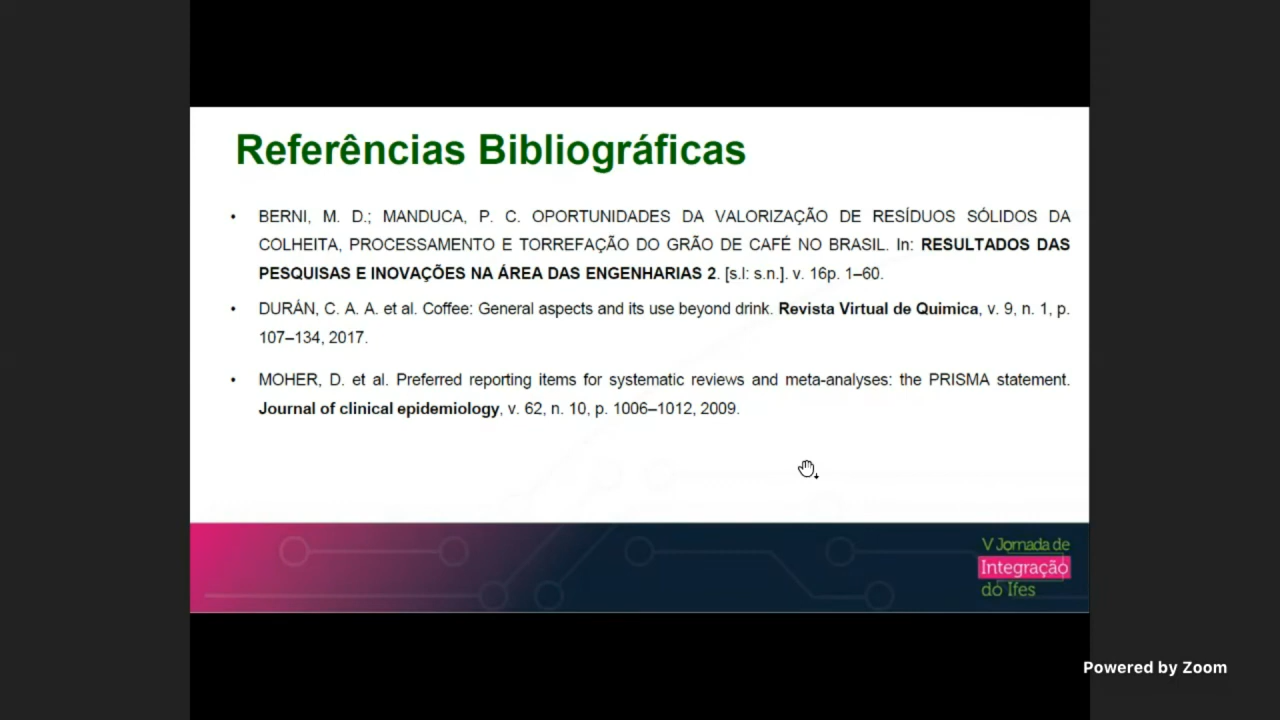 Referências Bibliográficas
• BERNI, M. D.; MANDUCA, P. C. OPORTUNIDADES DA VALORIZAÇÃO DE RESÍDUOS SÓLIDOS DA
COLHEITA, PROCESSAMENTO E TORREFAÇÃO DO GRÃO DE CAFÉ NO BRASIL. In: RESULTADOS DAS
PESQUISAS E INOVAÇÕES NA ÁREA DAS ENGENHARIAS 2. [s.l: s.n.]. v. 16p. 1–60.
• DURÁN, C. A. A. et al. Coffee: General aspects and its use beyond drink. Revista Virtual de Quimica, v. 9, n. 1, p.
107–134, 2017.
• MOHER, D. et al. Preferred reporting items for systematic reviews and meta-analyses: the PRISMA statement.
Journal of clinical epidemiology, v. 62, n. 10, p. 1006–1012, 2009.
V Jornada de
Integração
do Ifes
Powered by Zoom